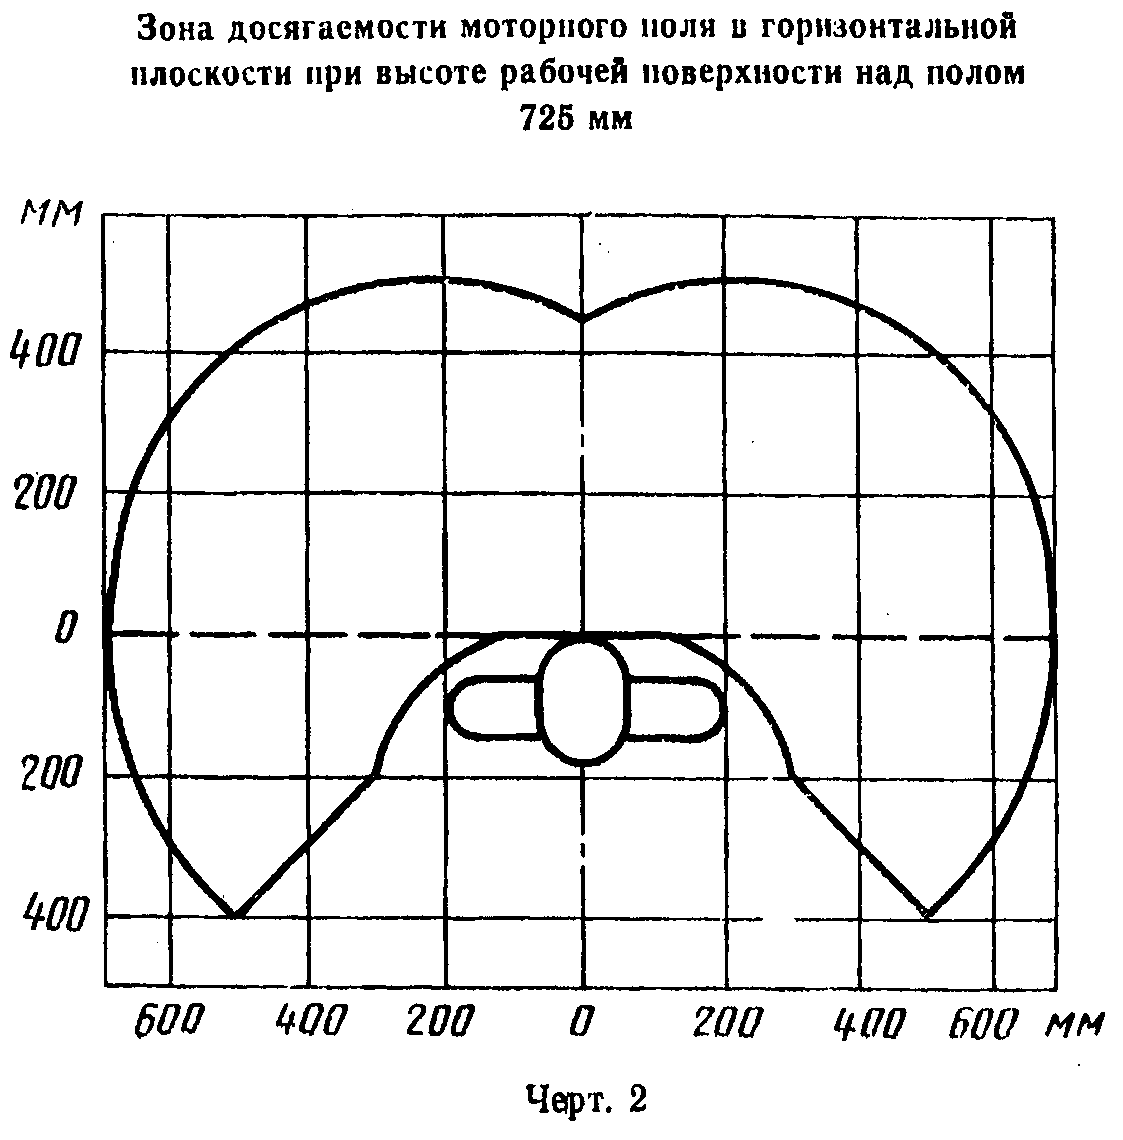 Зона досягаемости моторного поля в горизонтальной
плоскости при высоте рабочей поверхности над полом
725 мм
мм
400
200
0
200
400
600 400 200 0 200 400 600 мм
Черт. 2